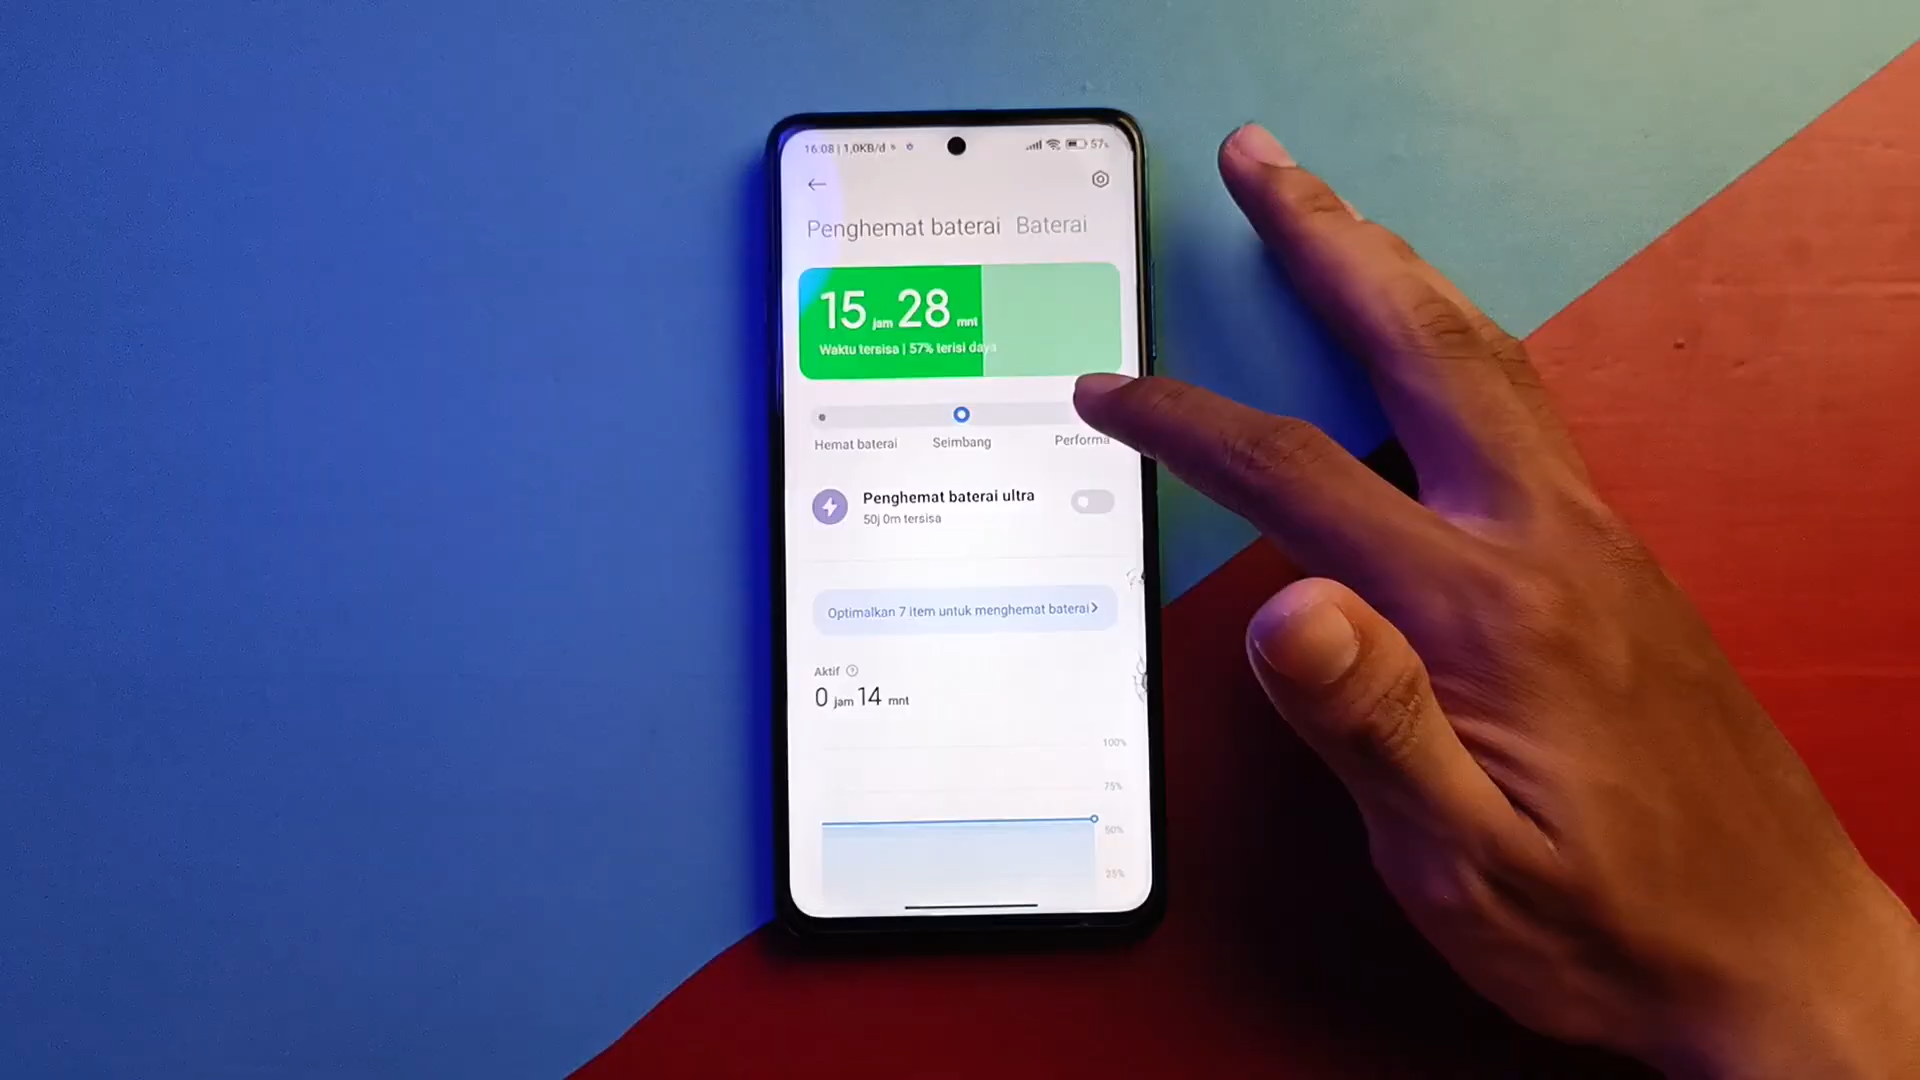 16:08 | 1,0KB/d
57%
Penghemat baterai Baterai
15 jam 28 mnt
Waktu tersisa | 57% terisi daya
Hemat baterai Seimbang Performa
Penghemat baterai ultra
50j 0m tersisa
Optimalkan 7 item untuk menghemat baterai
Aktif
0 jam 14 mnt
100%
75%
50%
25%